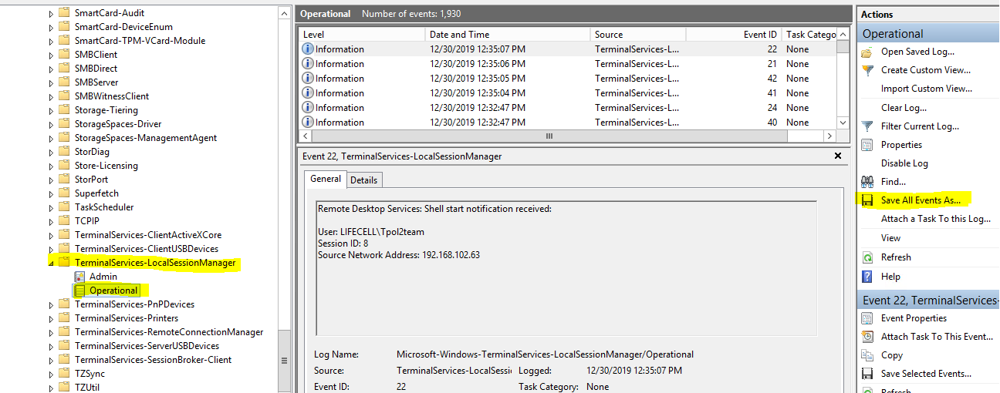 SmartCard-Audit
SmartCard-DeviceEnum
SmartCard-TPM-VCard-Module
SMBClient
SMBDirect
SMBServer
SMBWitnessClient
Storage-Tiering
StorageSpaces-Driver
StorageSpaces-ManagementAgent
StorDiag
Store-Licensing
StorPort
Superfetch
TaskScheduler
TCPIP
TerminalServices-ClientActiveXCore
TerminalServices-ClientUSBDevices
TerminalServices-LocalSessionManager
Admin
Operational
TerminalServices-PnPDevices
TerminalServices-Printers
TerminalServices-RemoteConnectionManager
TerminalServices-ServerUSBDevices
TerminalServices-SessionBroker-Client
TZSync
TZUtil
Operational Number of events: 1,930
Level Date and Time Source Event ID Task Catego
Information 12/30/2019 12:35:07 PM TerminalServices-L... 22 None
Information 12/30/2019 12:35:06 PM TerminalServices-L... 21 None
Information 12/30/2019 12:35:05 PM TerminalServices-L... 42 None
Information 12/30/2019 12:35:04 PM TerminalServices-L... 41 None
Information 12/30/2019 12:32:47 PM TerminalServices-L... 24 None
Information 12/30/2019 12:32:47 PM TerminalServices-L... 40 None
Event 22, TerminalServices-LocalSessionManager
General Details
Remote Desktop Services: Shell start notification received:
User: LIFECELL\Tpol2team
Session ID: 8
Source Network Address: 192.168.102.63
Log Name: Microsoft-Windows-TerminalServices-LocalSessionManager/Operational
Source: TerminalServices-LocalSessi Logged: 12/30/2019 12:35:07 PM
Event ID: 22 Task Category: None
Actions
Operational
Open Saved Log...
Create Custom View...
Import Custom View...
Clear Log...
Filter Current Log...
Properties
Disable Log
Find...
Save All Events As...
Attach a Task To this Log...
View
Refresh
Help
Event 22, TerminalServices-
Event Properties
Attach Task To This Event...
Copy
Save Selected Events...
Refresh